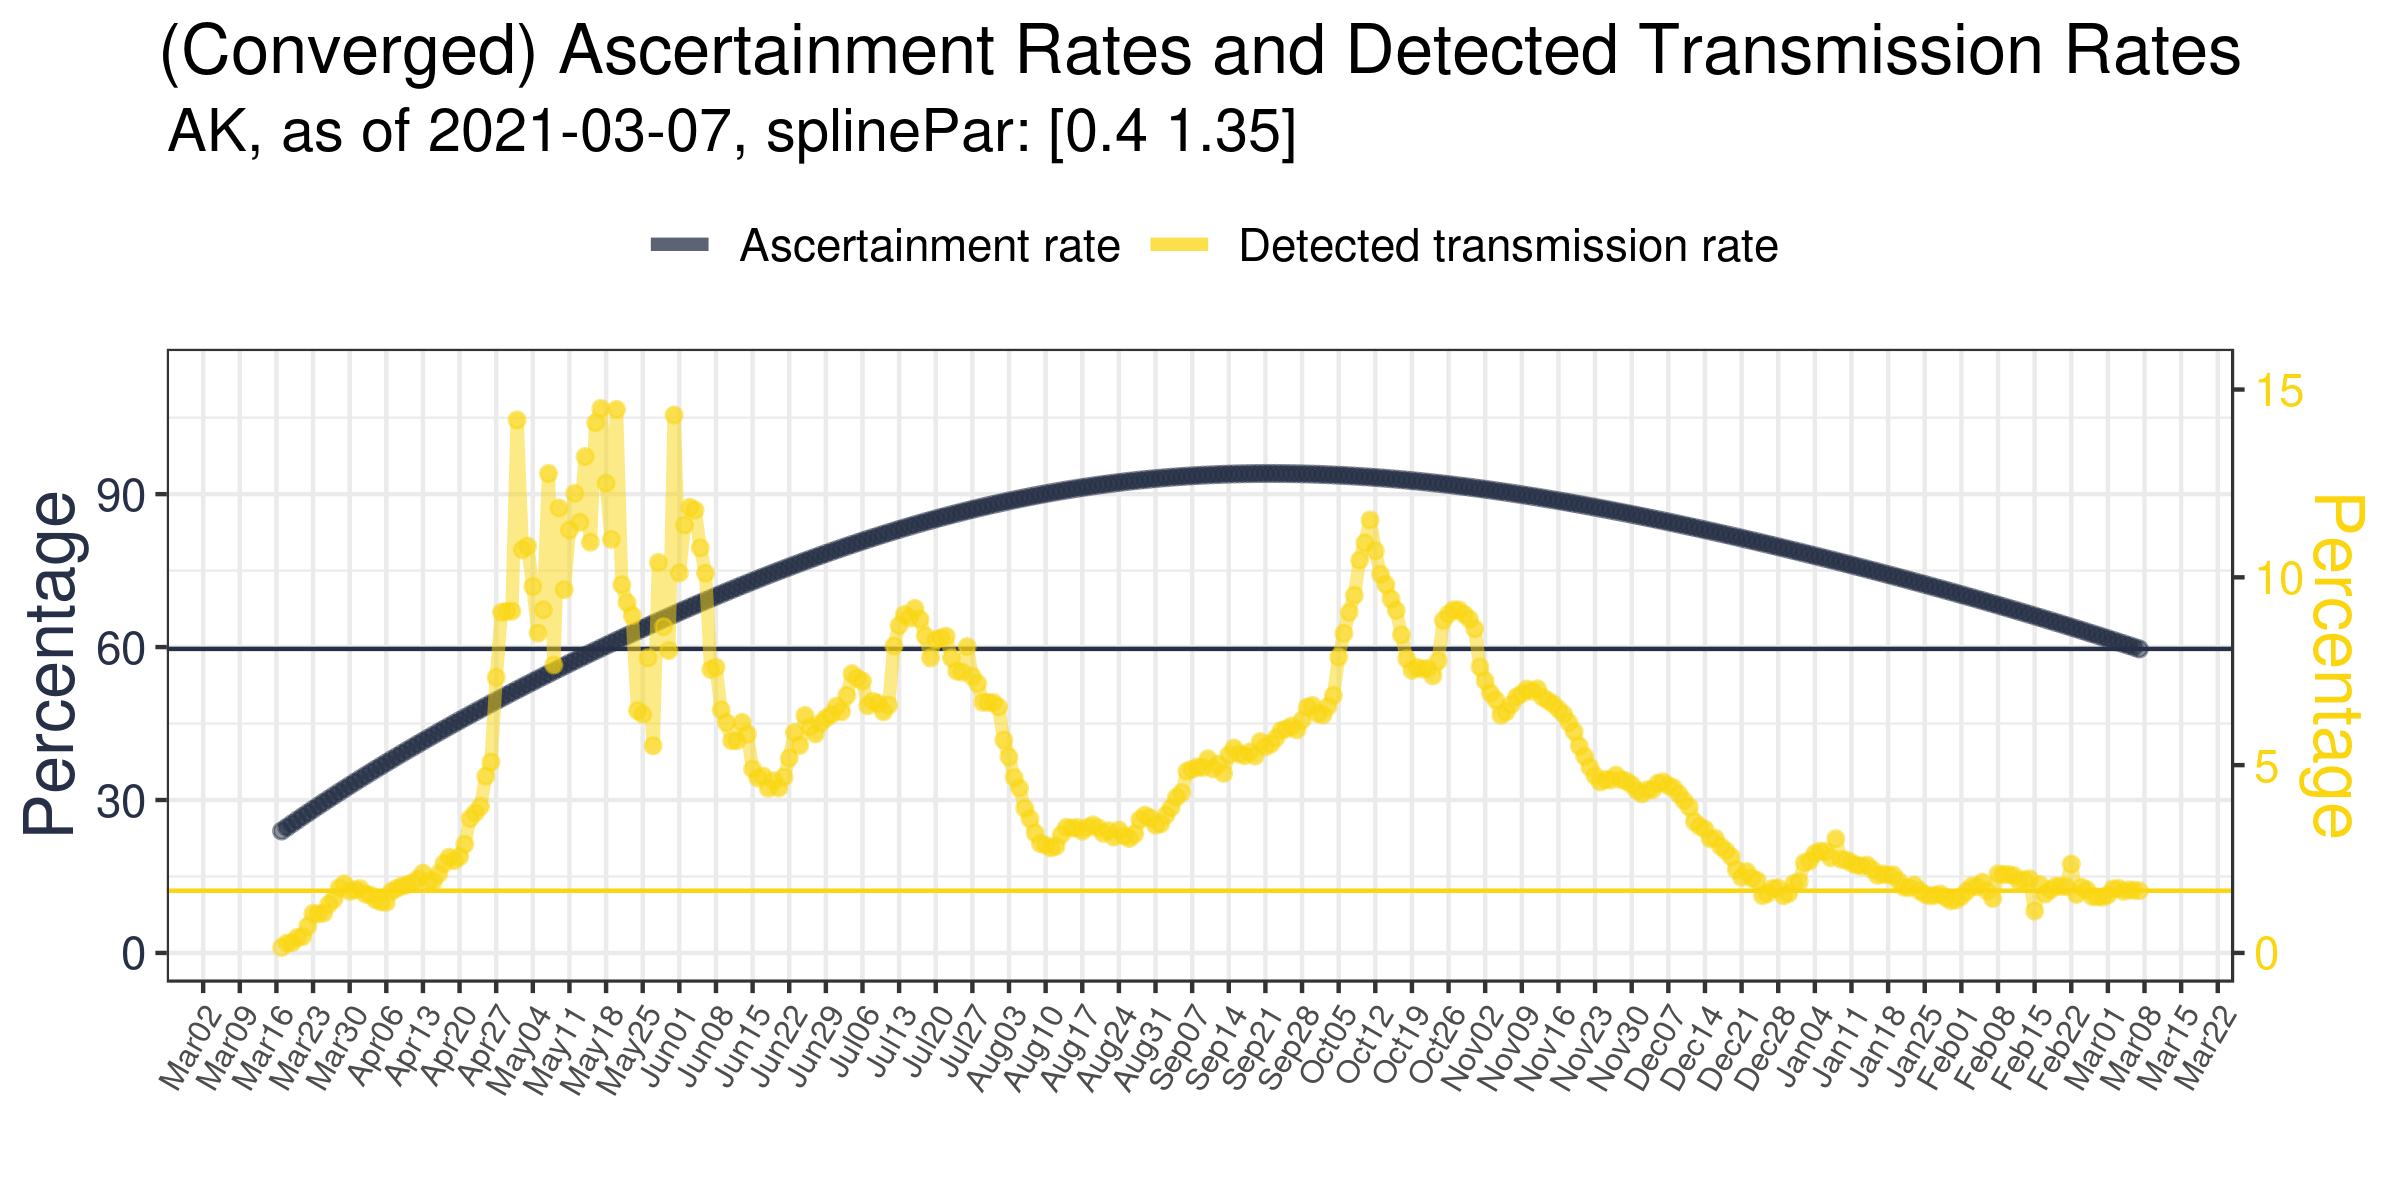 (Converged) Ascertainment Rates and Detected Transmission Rates
AK, as of 2021-03-07, splinePar: [0.4 1.35]
Ascertainment rate Detected transmission rate
Percentage
90
60
30
0
15
10
5
0
Percentage
Mar02 Mar09 Mar16 Mar23 Mar30 Apr06 Apr13 Apr20 Apr27 May04 May11 May18 May25 Jun01 Jun08 Jun15 Jun22 Jun29 Jul06 Jul13 Jul20 Jul27 Aug03 Aug10 Aug17 Aug24 Aug31 Sep07 Sep14 Sep21 Sep28 Oct05 Oct12 Oct19 Oct26 Nov02 Nov09 Nov16 Nov23 Nov30 Dec07 Dec14 Dec21 Dec28 Jan04 Jan11 Jan18 Jan25 Feb01 Feb08 Feb15 Feb22 Mar01 Mar08 Mar15 Mar22